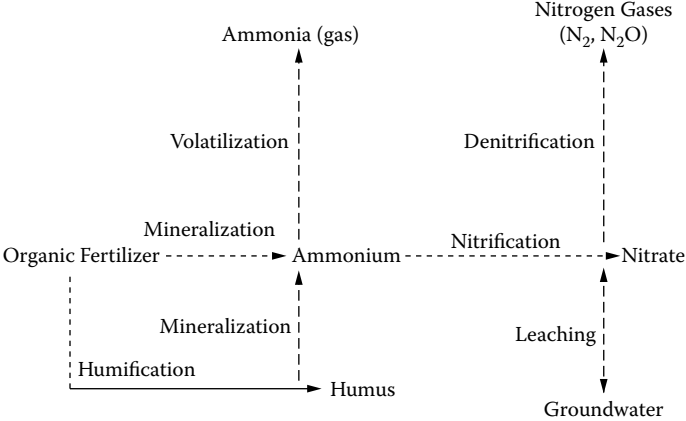 Ammonia (gas)
Nitrogen Gases
(N₂, N₂O)
Volatilization
Denitrification
Mineralization
Nitrification
Organic Fertilizer
Ammonium
Nitrate
Mineralization
Leaching
Humification
Humus
Groundwater